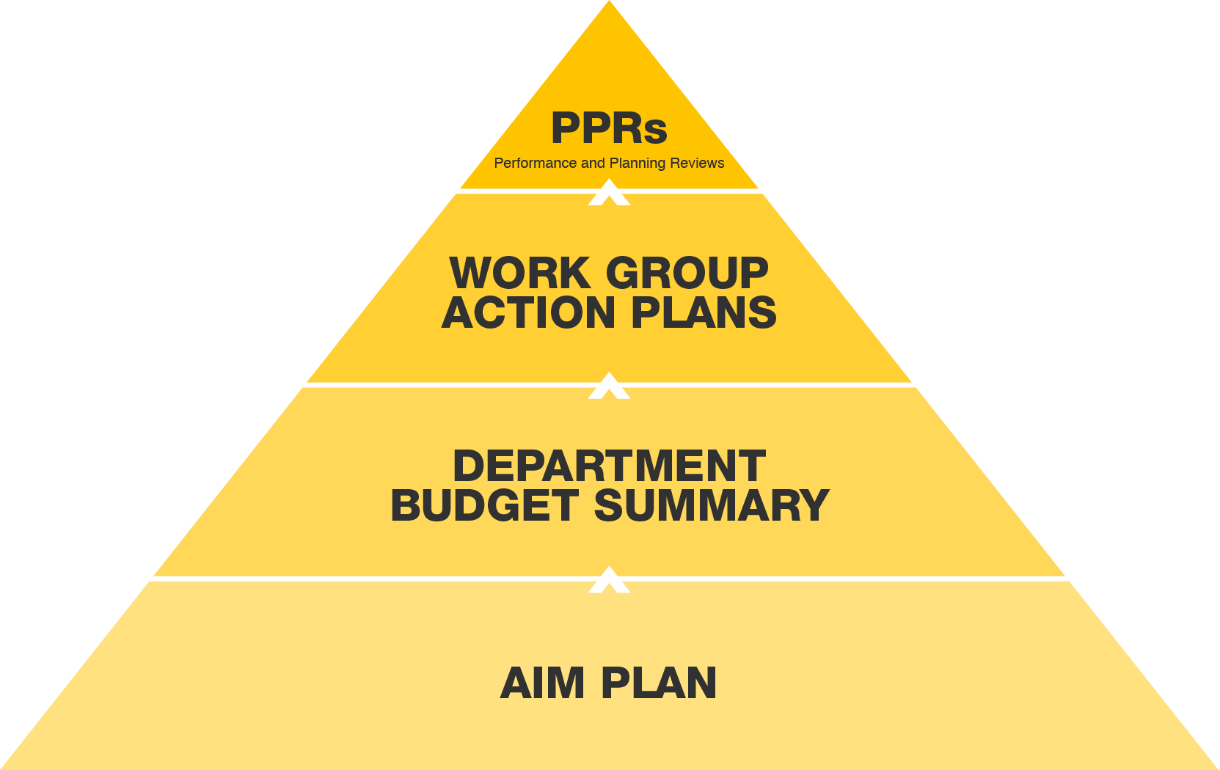 PPRs
Performance and Planning Reviews
WORK GROUP
ACTION PLANS
DEPARTMENT
BUDGET SUMMARY
AIM PLAN